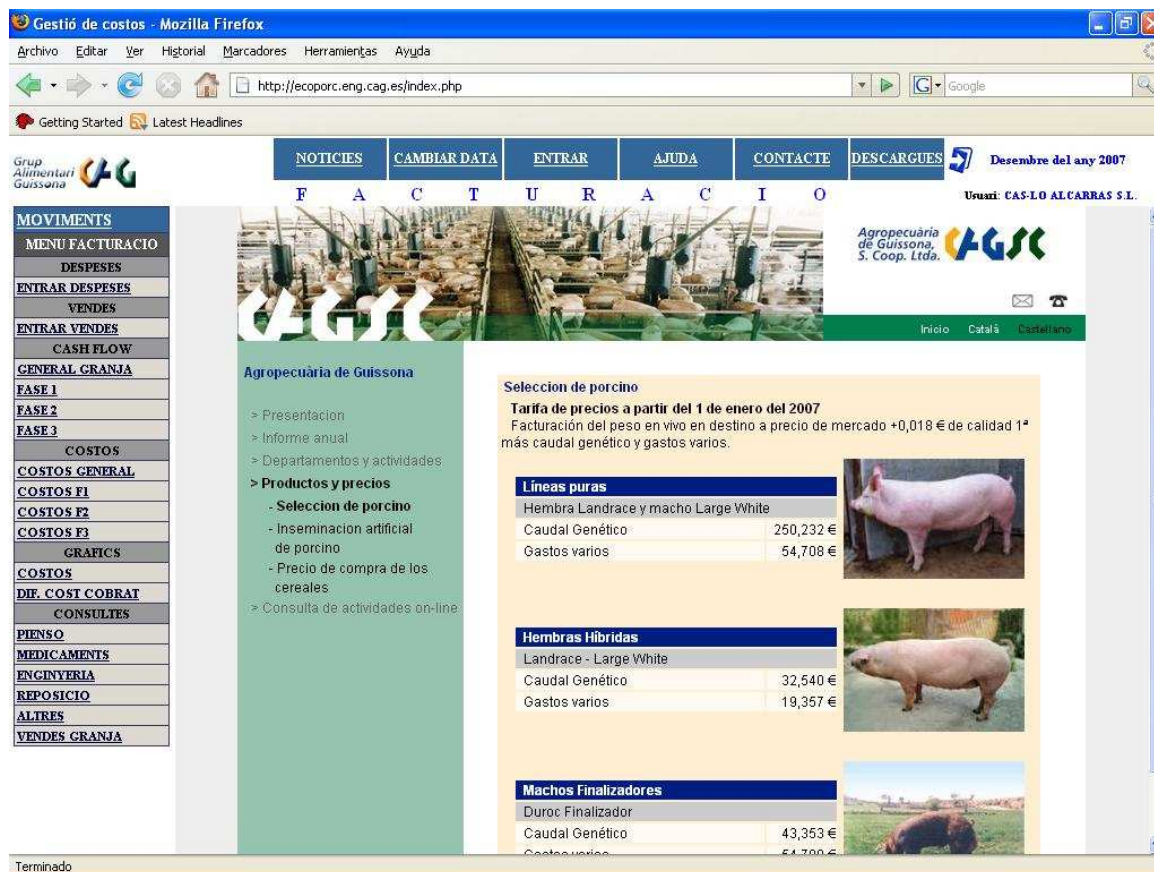 Gestió de costos - Mozilla Firefox
Archivo Editar Ver Historial Marcadores Herramientas Ayuda
http://ecoporc.eng.cag.es/index.php
G Google
Getting Started Latest Headlines
Grup
Alimentari
Guissona
CAG
NOTICIES CAMBIAR DATA ENTRAR AJUDA CONTACTE DESCARGUES
Desembre del any 2007
F A C T U R A C I O
Usuari: CAS-LO ALCARRAS S.L.
MOVIMENTS
MENU FACTURACIO
DESPESES
ENTRAR DESPESES
VENDES
ENTRAR VENDES
CASH FLOW
GENERAL GRANJA
FASE 1
FASE 2
FASE 3
COSTOS
COSTOS GENERAL
COSTOS F1
COSTOS F2
COSTOS F3
GRAFICS
COSTOS
DIF. COST COBRAT
CONSULTES
PIENSO
MEDICAMENTS
ENGINYERIA
REPOSICIO
ALTRES
VENDES GRANJA
CAGSC
Agropecuària
de Guissona,
S. Coop. Ltda.
CAGSC
Inicio Català Castellano
Agropecuària de Guissona
> Presentacion
> Informe anual
> Departamentos y actividades
> Productos y precios
- Seleccion de porcino
- Inseminacion artificial
de porcino
- Precio de compra de los
cereales
> Consulta de actividades on-line
Seleccion de porcino
Tarifa de precios a partir del 1 de enero del 2007
Facturación del peso en vivo en destino a precio de mercado +0,018 € de calidad 1ª
más caudal genético y gastos varios.
Líneas puras
Hembra Landrace y macho Large White
Caudal Genético 250,232 €
Gastos varios 54,708 €
Hembras Híbridas
Landrace - Large White
Caudal Genético 32,540 €
Gastos varios 19,357 €
Machos Finalizadores
Duroc Finalizador
Caudal Genético 43,353 €
Gastos varios
Terminado